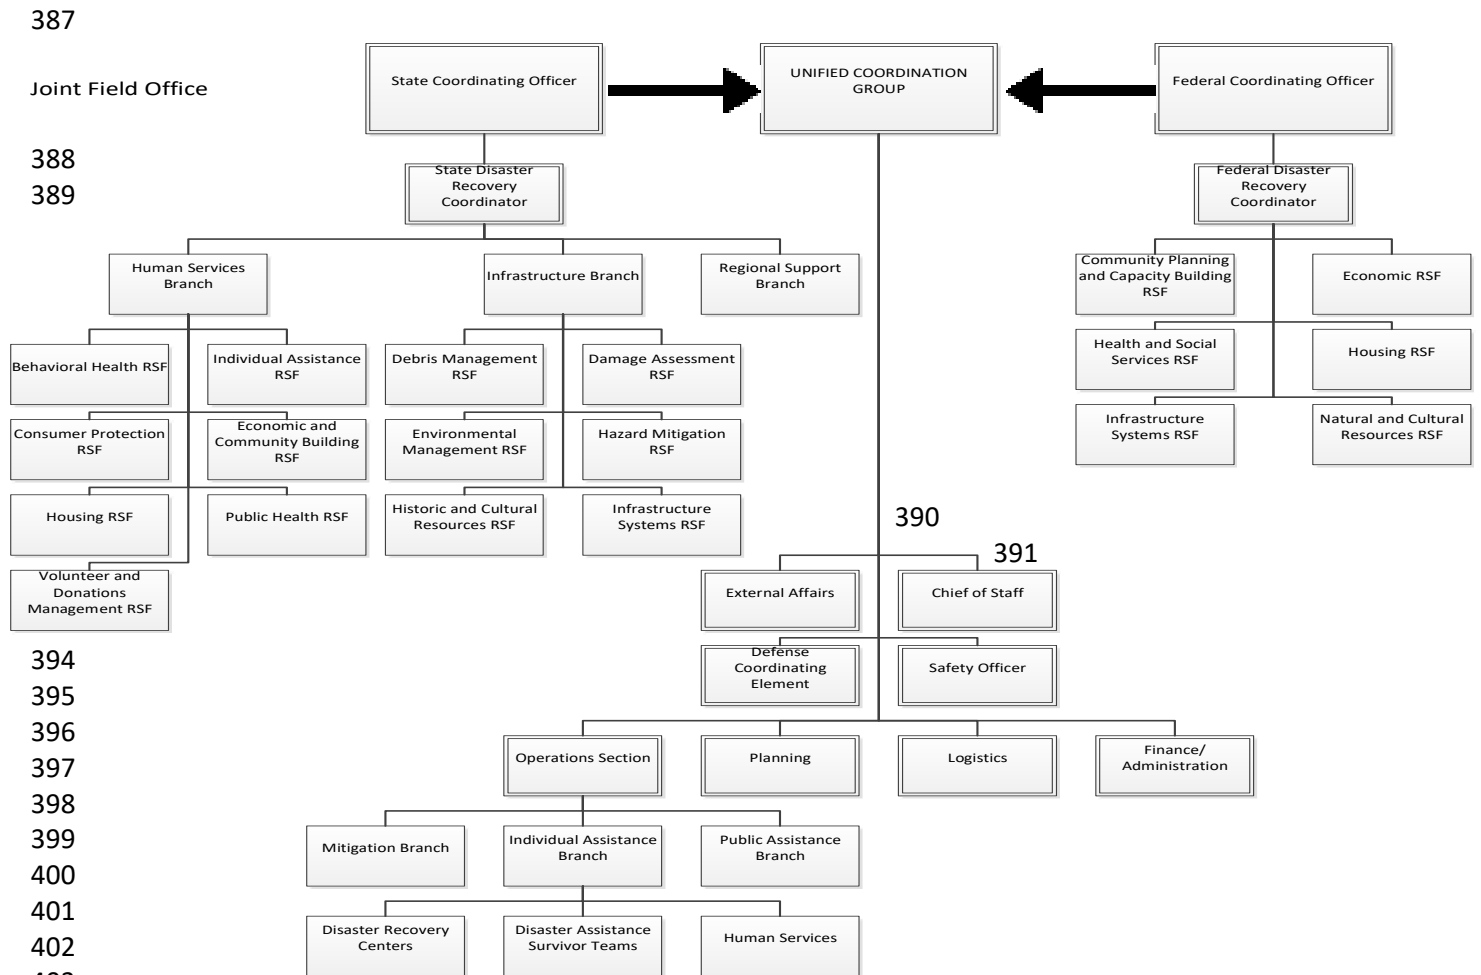 387
Joint Field Office
State Coordinating Officer
UNIFIED COORDINATION
GROUP
Federal Coordinating Officer
388
389
State Disaster
Recovery
Coordinator
Federal Disaster
Recovery
Coordinator
Human Services
Branch
Infrastructure Branch
Regional Support
Branch
Community Planning
and Capacity Building
RSF
Economic RSF
Behavioral Health RSF
Individual Assistance
RSF
Debris Management
RSF
Damage Assessment
RSF
Health and Social
Services RSF
Housing RSF
Consumer Protection
RSF
Economic and
Community Building
RSF
Environmental
Management RSF
Hazard Mitigation
RSF
Infrastructure
Systems RSF
Natural and Cultural
Resources RSF
Housing RSF
Public Health RSF
Historic and Cultural
Resources RSF
Infrastructure
Systems RSF
390
391
Volunteer and
Donations
Management RSF
External Affairs
Chief of Staff
394
Defense
Coordinating
Element
Safety Officer
395
396
397
Operations Section
Planning
Logistics
Finance/
Administration
398
399
Mitigation Branch
Individual Assistance
Branch
Public Assistance
Branch
400
401
402
Disaster Recovery
Centers
Disaster Assistance
Survivor Teams
Human Services